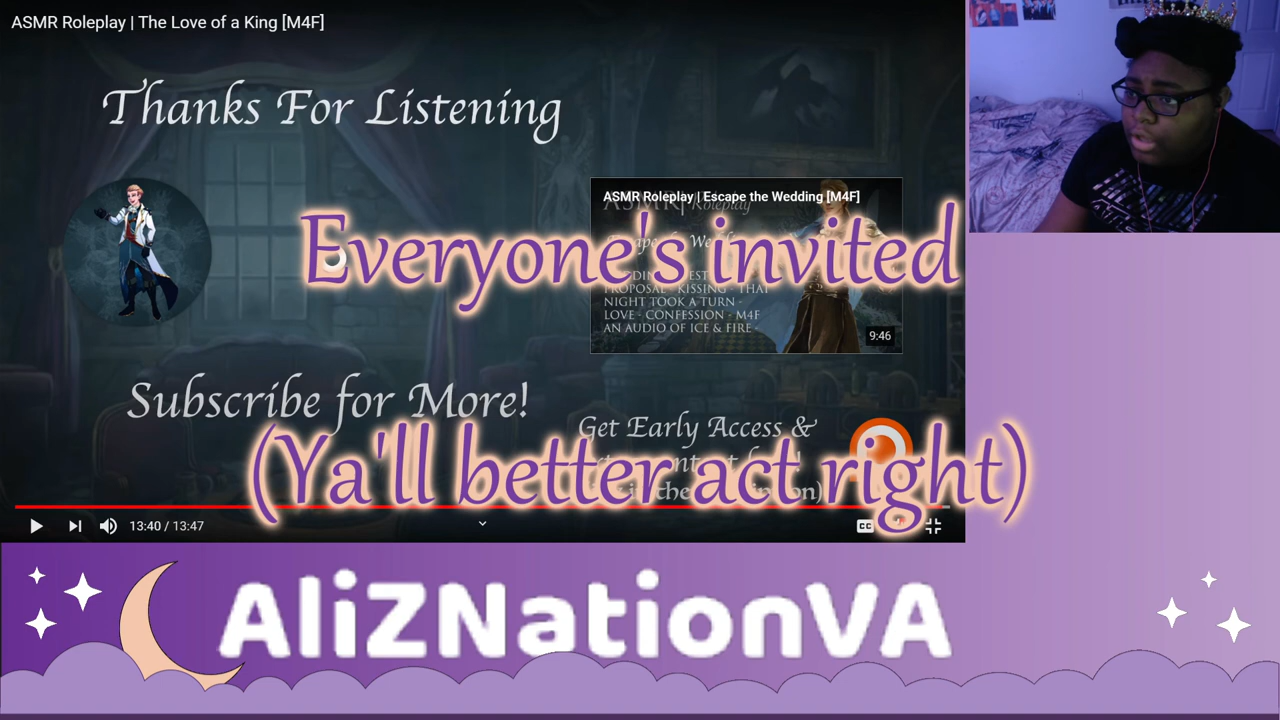 ASMR Roleplay | The Love of a King [M4F]
Thanks For Listening
ASMR Roleplay | Escape the Wedding [M4F]
Everyone's invited
PROPOSAL - KISSING - THAT
NIGHT TOOK A TURN -
LOVE - CONFESSION - M4F
AN AUDIO OF ICE & FIRE -
9:46
Subscribe for More!
Get Early Access &
(Ya'll better act right)
13:40 / 13:47
CC
AliZNationVA